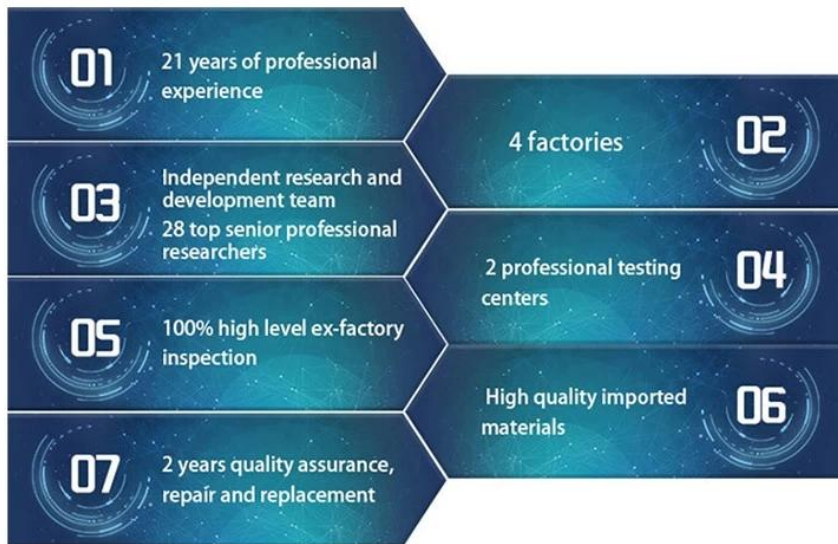 01
21 years of professional
experience
02
4 factories
03
Independent research and
development team
28 top senior professional
researchers
04
2 professional testing
centers
05
100% high level ex-factory
inspection
06
High quality imported
materials
07
2 years quality assurance,
repair and replacement